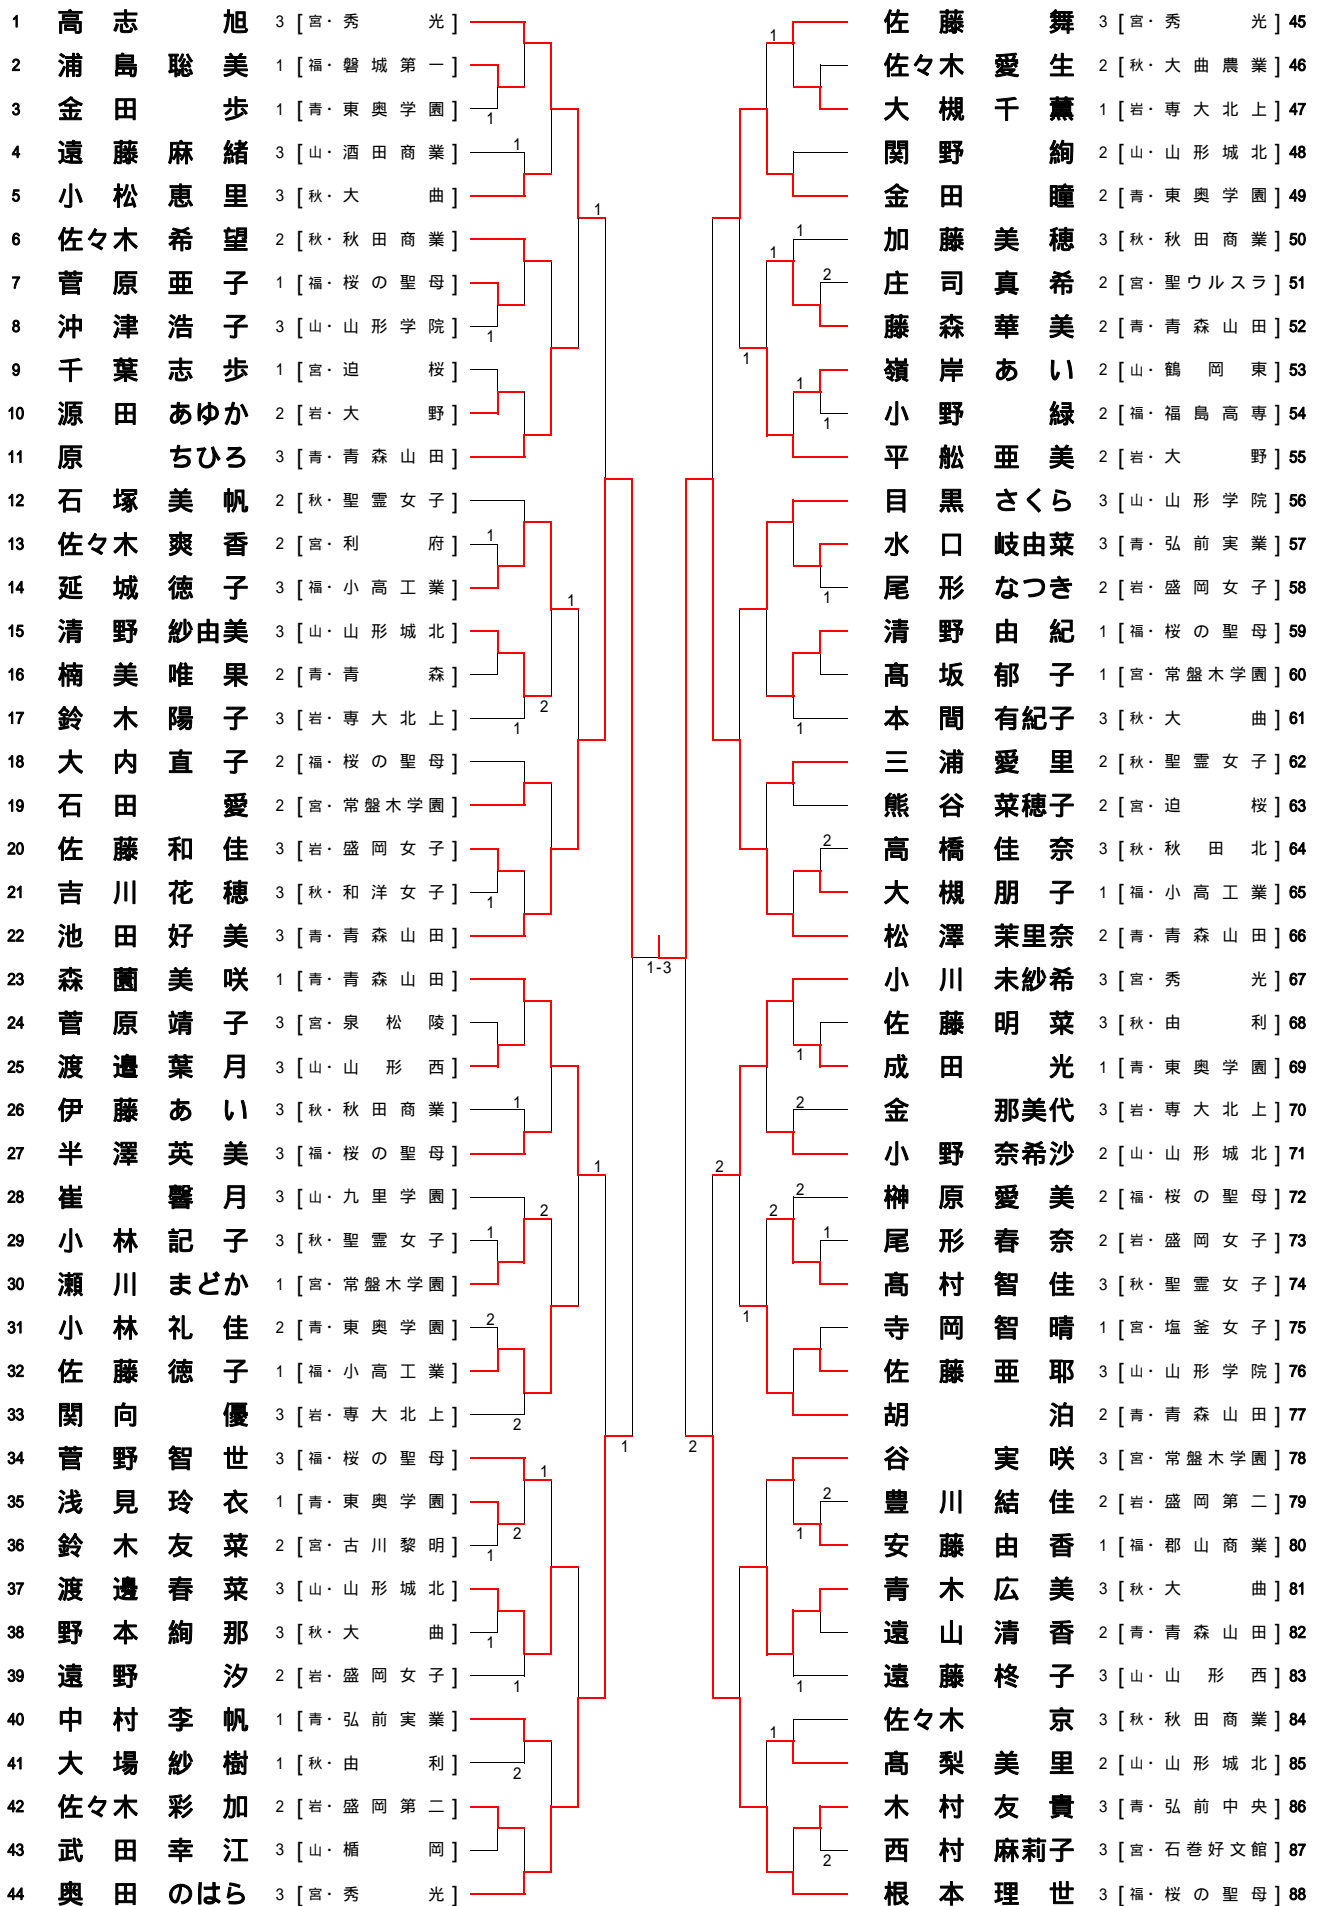 1 高志 旭 3 [宮・秀光]
2 浦島聡美 1 [福・磐城第一]
3 金田 歩 1 [青・東奥学園]
1
4 遠藤麻緒 3 [山・酒田商業] 1
5 小松恵里 3 [秋・大曲]
1
6 佐々木希望 2 [秋・秋田商業]
7 菅原亜子 1 [福・桜の聖母]
8 沖津浩子 3 [山・山形学院]
1
9 千葉志歩 1 [宮・迫桜]
10 源田あゆか 2 [岩・大野]
11 原 ちひろ 3 [青・青森山田]
12 石塚美帆 2 [秋・聖霊女子]
13 佐々木爽香 2 [宮・利府] 1
14 延城徳子 3 [福・小高工業]
1
15 清野紗由美 3 [山・山形城北]
16 楠美唯果 2 [青・青森]
2
17 鈴木陽子 3 [岩・専大北上]
1
18 大内直子 2 [福・桜の聖母]
19 石田 愛 2 [宮・常盤木学園]
20 佐藤和佳 3 [岩・盛岡女子]
21 吉川花穂 3 [秋・和洋女子]
1
22 池田好美 3 [青・青森山田]
1-3
23 森薗美咲 1 [青・青森山田]
24 菅原靖子 3 [宮・泉松陵]
25 渡邉葉月 3 [山・山形西]
26 伊藤あい 3 [秋・秋田商業] 1
27 半澤英美 3 [福・桜の聖母]
1
28 崔 馨月 3 [山・九里学園]
2
29 小林記子 3 [秋・聖霊女子] 1
30 瀬川まどか 1 [宮・常盤木学園]
31 小林礼佳 2 [青・東奥学園] 2
32 佐藤徳子 1 [福・小高工業]
33 関向 優 3 [岩・専大北上]
2
1
34 菅野智世 3 [福・桜の聖母]
1
35 浅見玲衣 1 [青・東奥学園]
2
36 鈴木友菜 2 [宮・古川黎明]
1
37 渡邊春菜 3 [山・山形城北]
38 野本絢那 3 [秋・大曲]
1
39 遠野 汐 2 [岩・盛岡女子]
1
40 中村李帆 1 [青・弘前実業]
41 大場紗樹 1 [秋・由利]
2
42 佐々木彩加 2 [岩・盛岡第二]
43 武田幸江 3 [山・楯岡]
44 奥田のはら 3 [宮・秀光]
佐藤 舞 3 [宮・秀光] 45
1
佐々木愛生 2 [秋・大曲農業] 46
大槻千薫 1 [岩・専大北上] 47
関野 絢 2 [山・山形城北] 48
金田 瞳 2 [青・東奥学園] 49
1 加藤美穂 3 [秋・秋田商業] 50
1
2 庄司真希 2 [宮・聖ウルスラ] 51
藤森華美 2 [青・青森山田] 52
1
嶺岸あい 2 [山・鶴岡東] 53
1
小野 緑 2 [福・福島高専] 54
1
平舩亜美 2 [岩・大野] 55
目黒さくら 3 [山・山形学院] 56
水口岐由菜 3 [青・弘前実業] 57
尾形なつき 2 [岩・盛岡女子] 58
1
清野由紀 1 [福・桜の聖母] 59
髙坂郁子 1 [宮・常盤木学園] 60
本間有紀子 3 [秋・大曲] 61
1
三浦愛里 2 [秋・聖霊女子] 62
熊谷菜穂子 2 [宮・迫桜] 63
2 高橋佳奈 3 [秋・秋田北] 64
大槻朋子 1 [福・小高工業] 65
松澤茉里奈 2 [青・青森山田] 66
小川未紗希 3 [宮・秀光] 67
佐藤明菜 3 [秋・由利] 68
1
成田 光 1 [青・東奥学園] 69
2 金 那美代 3 [岩・専大北上] 70
小野奈希沙 2 [山・山形城北] 71
2
2 榊原愛美 2 [福・桜の聖母] 72
2
1 尾形春奈 2 [岩・盛岡女子] 73
髙村智佳 3 [秋・聖霊女子] 74
1
寺岡智晴 1 [宮・塩釜女子] 75
佐藤亜耶 3 [山・山形学院] 76
胡 泊 2 [青・青森山田] 77
2
谷 実咲 3 [宮・常盤木学園] 78
2 豊川結佳 2 [岩・盛岡第二] 79
1
安藤由香 1 [福・郡山商業] 80
青木広美 3 [秋・大曲] 81
遠山清香 2 [青・青森山田] 82
遠藤柊子 3 [山・山形西] 83
1
佐々木 京 3 [秋・秋田商業] 84
1
髙梨美里 2 [山・山形城北] 85
木村友貴 3 [青・弘前中央] 86
西村麻莉子 3 [宮・石巻好文館] 87
2
根本理世 3 [福・桜の聖母] 88